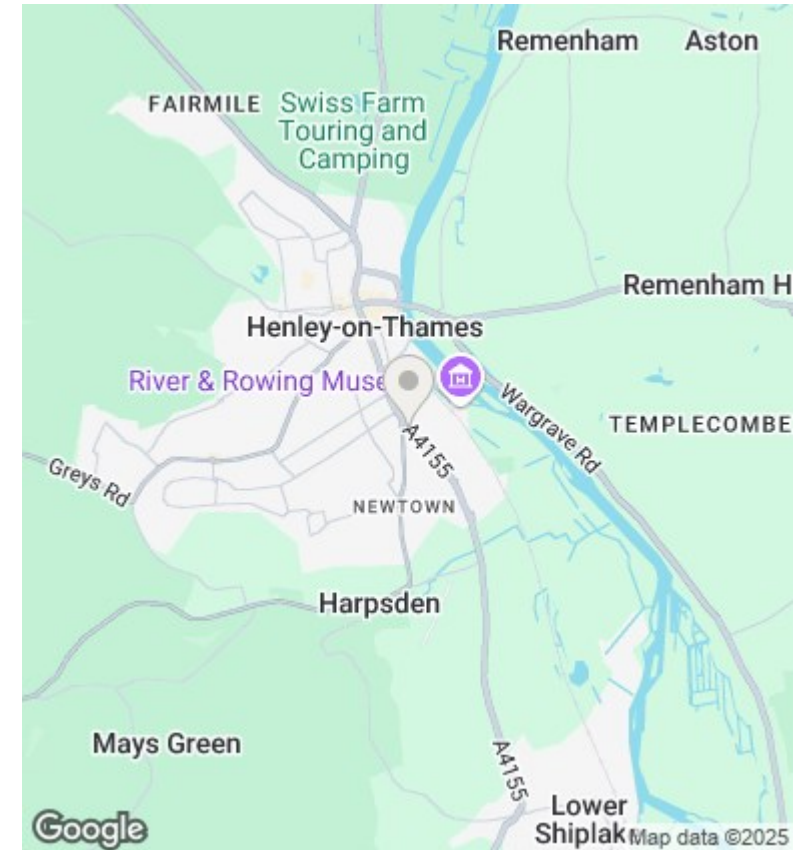 Remenham
Aston
FAIRMILE
Swiss Farm
Touring and
Camping
Remenham H
Henley-on-Thames
River & Rowing Muse
Wargrave Rd
TEMPLECOMBE
A4155
Greys Rd
NEWTOWN
Harpsden
Mays Green
A4155
Lower
Shiplak
Google
Map data ©2025